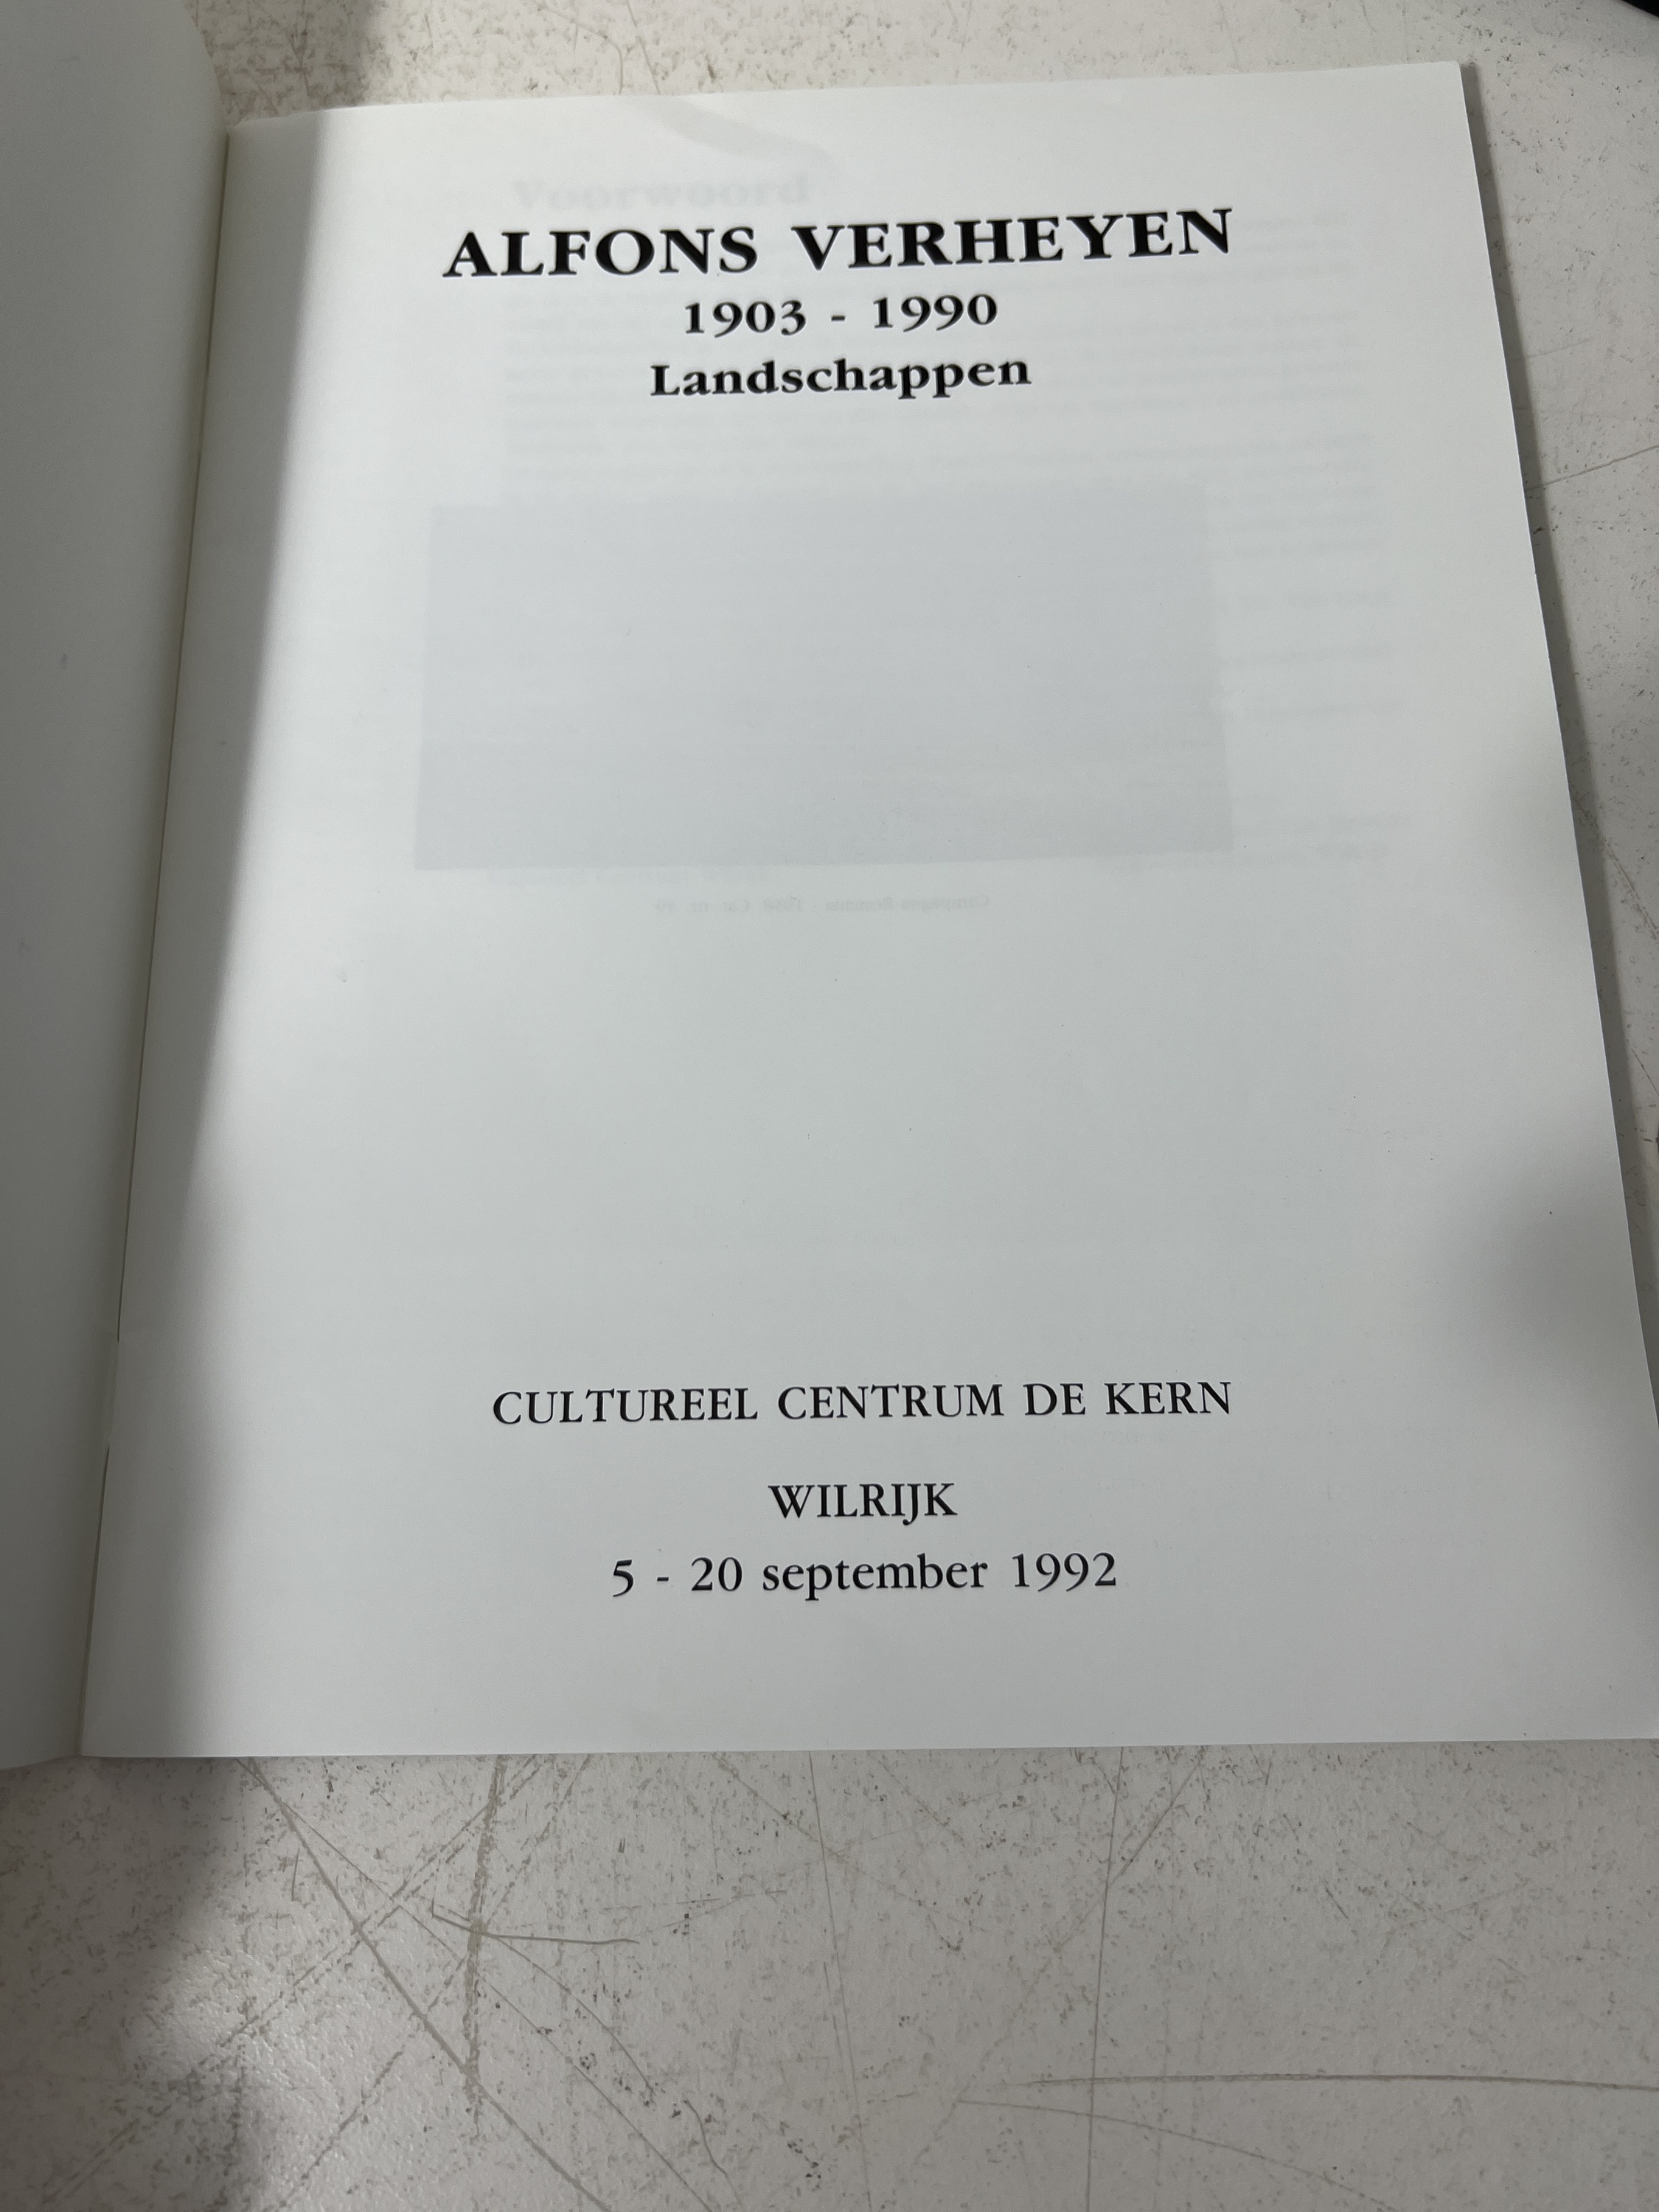 ALFONS VERHEYEN
1903 - 1990
Landschappen
CULTUREEL CENTRUM DE KERN
WILRIJK
5 - 20 september 1992